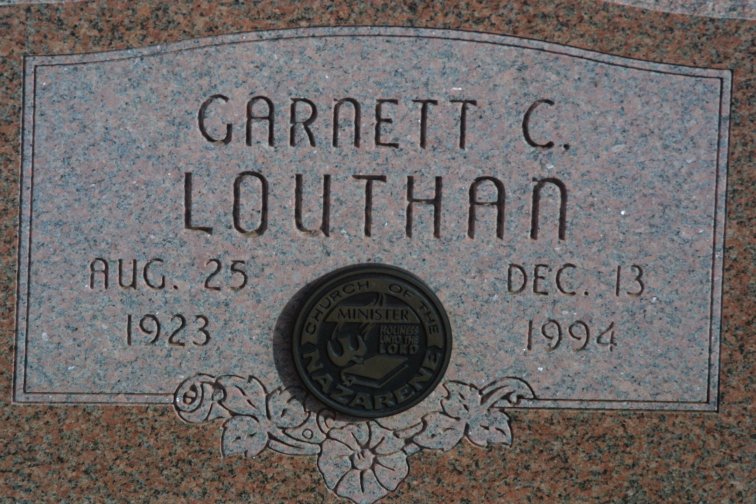 GARNETT C.
LOUTHAN
AUG. 25
1923
DEC. 13
1994
CHURCH OF THE
MINISTER
HOLINESS
UNTO THE
LORD
NAZARENE